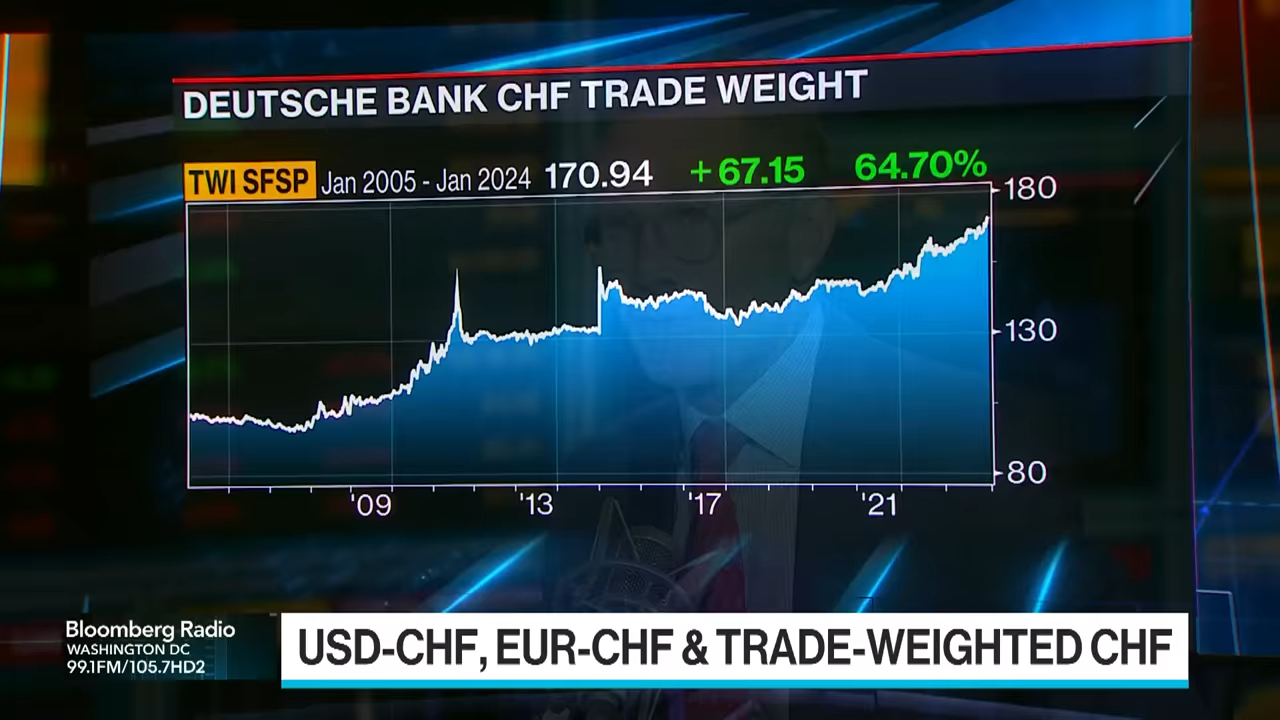 DEUTSCHE BANK CHF TRADE WEIGHT
TWI SFSP Jan 2005 - Jan 2024 170.94 +67.15 64.70%
180
130
80
'09 '13 '17 '21
Bloomberg Radio
WASHINGTON DC
99.1FM/105.7HD2
USD-CHF, EUR-CHF & TRADE-WEIGHTED CHF